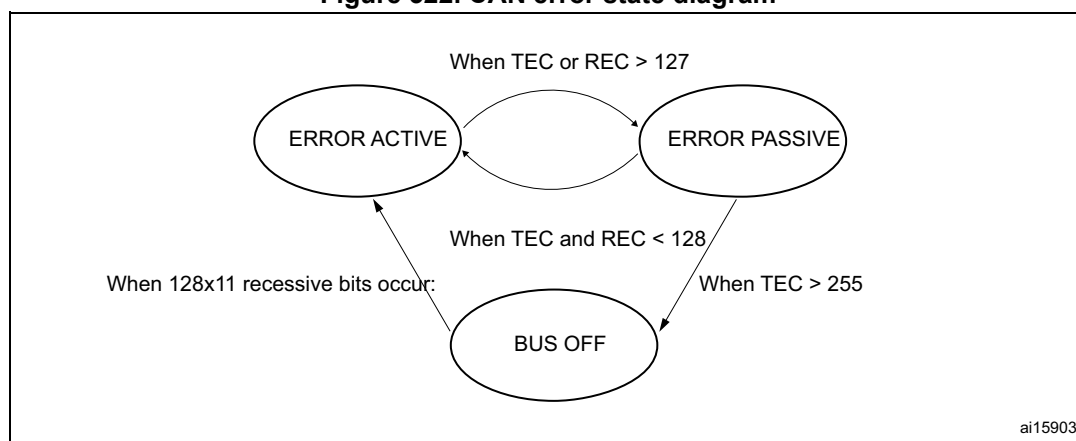 Figure 322. CAN error state diagram
When TEC or REC > 127
ERROR ACTIVE
ERROR PASSIVE
When TEC and REC < 128
When 128x11 recessive bits occur:
When TEC > 255
BUS OFF
ai15903